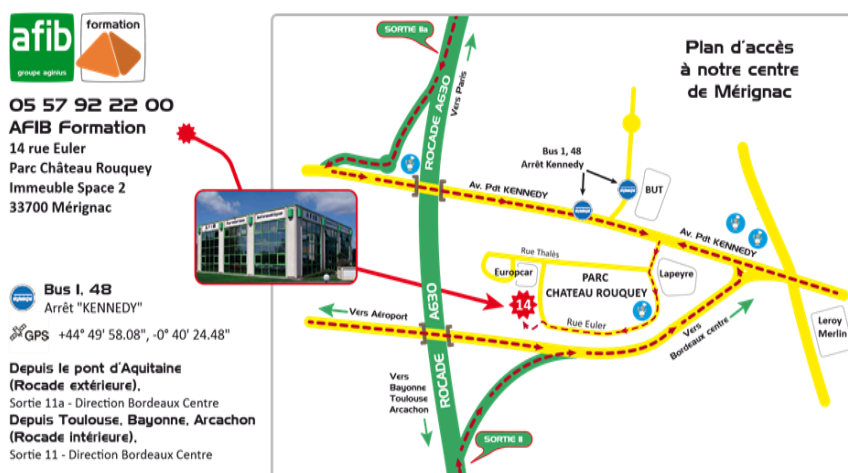 afib
groupe aginius
formation
05 57 92 22 00
AFIB Formation
14 rue Euler
Parc Château Rouquey
Immeuble Space 2
33700 Mérignac
Bus 1, 48
Arrêt "KENNEDY"
GPS +44° 49' 58.08", -0° 40' 24.48"
Depuis le pont d'Aquitaine
(Rocade extérieure),
Sortie 11a - Direction Bordeaux Centre
Depuis Toulouse, Bayonne, Arcachon
(Rocade intérieure),
Sortie 11 - Direction Bordeaux Centre
Plan d'accès
à notre centre
de Mérignac
SORTIE 11a
ROCADE A630
Vers Paris
Bus 1, 48
Arrêt Kennedy
BUT
Av. Pdt KENNEDY
Av. Pdt KENNEDY
Rue Thalès
Europcar
PARC
CHATEAU ROUQUEY
Lapeyre
14
Rue Euler
AFIB
Vers Aéroport
ROCADE A630
Vers
Bordeaux centre
Leroy
Merlin
Vers
Bayonne
Toulouse
Arcachon
SORTIE 11